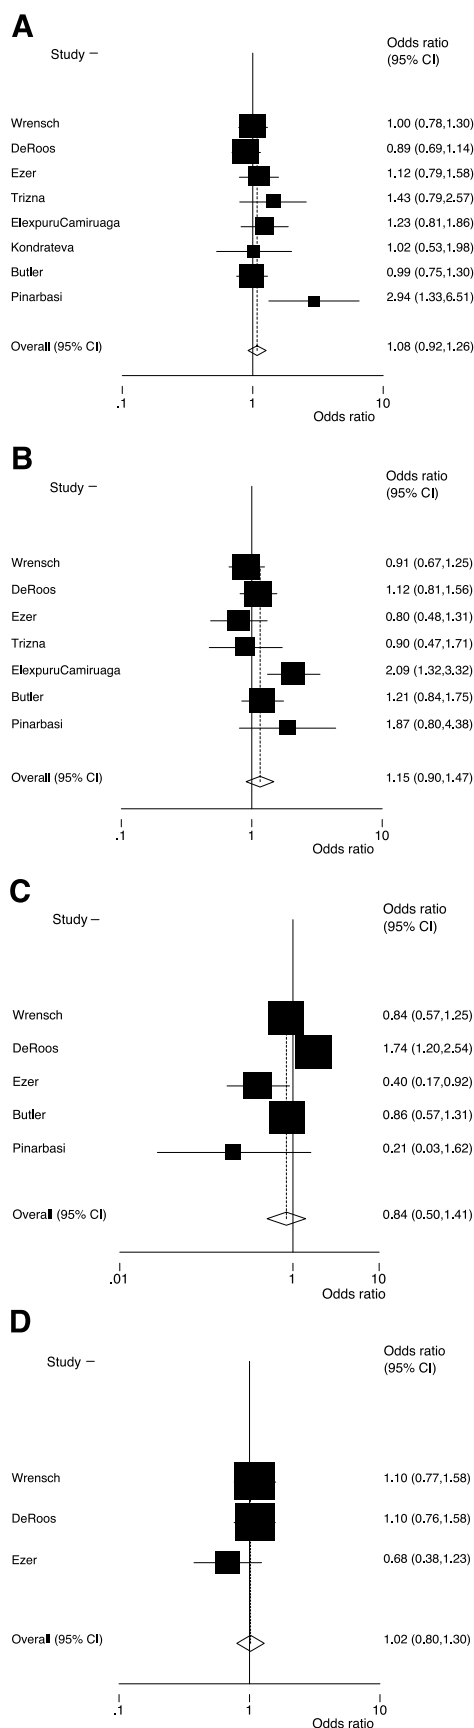 A
Study
Odds ratio
(95% CI)
Wrensch 1.00 (0.78,1.30)
DeRoos 0.89 (0.69,1.14)
Ezer 1.12 (0.79,1.58)
Trizna 1.43 (0.79,2.57)
ElexpuruCamiruaga 1.23 (0.81,1.86)
Kondrateva 1.02 (0.53,1.98)
Butler 0.99 (0.75,1.30)
Pinarbasi 2.94 (1.33,6.51)
Overall (95% CI) 1.08 (0.92,1.26)
.1 1 10
Odds ratio
B
Study
Odds ratio
(95% CI)
Wrensch 0.91 (0.67,1.25)
DeRoos 1.12 (0.81,1.56)
Ezer 0.80 (0.48,1.31)
Trizna 0.90 (0.47,1.71)
ElexpuruCamiruaga 2.09 (1.32,3.32)
Butler 1.21 (0.84,1.75)
Pinarbasi 1.87 (0.80,4.38)
Overall (95% CI) 1.15 (0.90,1.47)
.1 1 10
Odds ratio
C
Study
Odds ratio
(95% CI)
Wrensch 0.84 (0.57,1.25)
DeRoos 1.74 (1.20,2.54)
Ezer 0.40 (0.17,0.92)
Butler 0.86 (0.57,1.31)
Pinarbasi 0.21 (0.03,1.62)
Overall (95% CI) 0.84 (0.50,1.41)
.01 1 10
Odds ratio
D
Study
Odds ratio
(95% CI)
Wrensch 1.10 (0.77,1.58)
DeRoos 1.10 (0.76,1.58)
Ezer 0.68 (0.38,1.23)
Overall (95% CI) 1.02 (0.80,1.30)
.1 1 10
Odds ratio